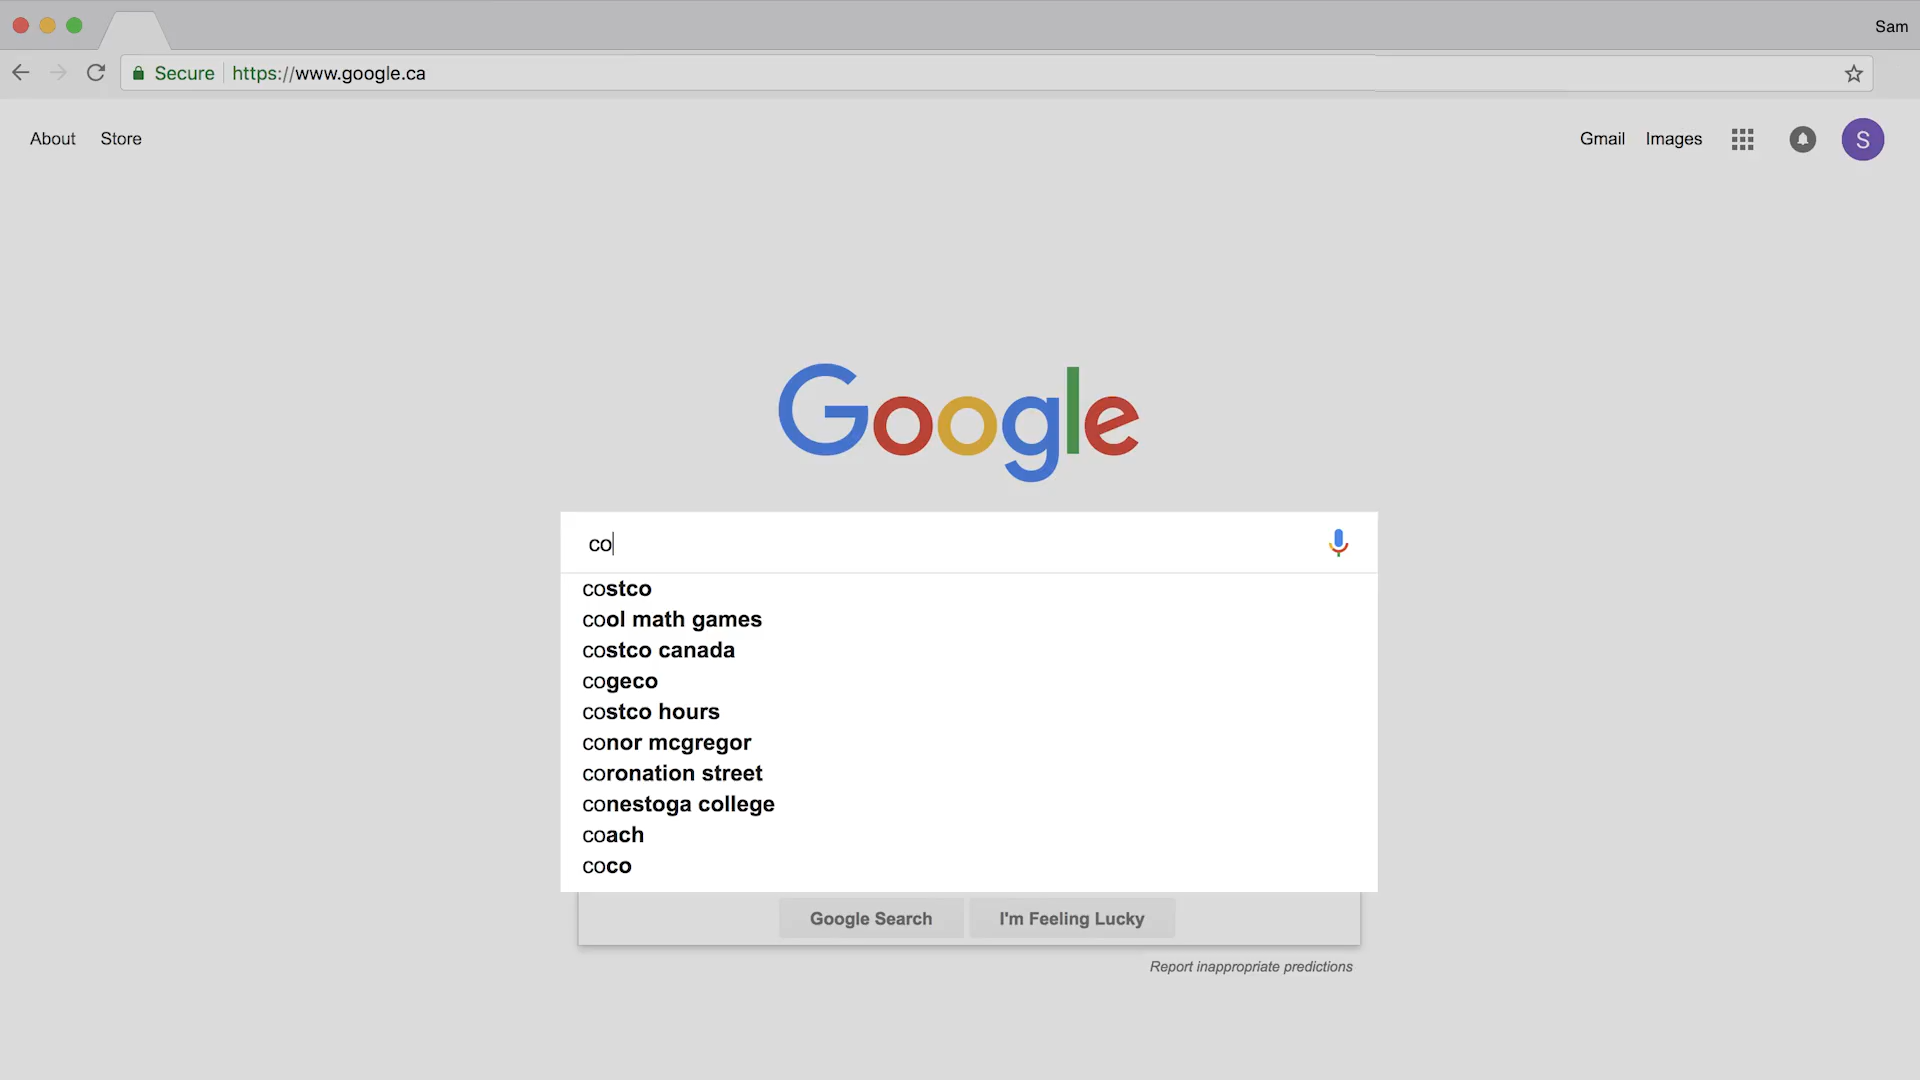 Sam
Secure https://www.google.ca
About Store Gmail Images S
Google
co
costco
cool math games
costco canada
cogeco
costco hours
conor mcgregor
coronation street
conestoga college
coach
coco
Google Search I'm Feeling Lucky
Report inappropriate predictions